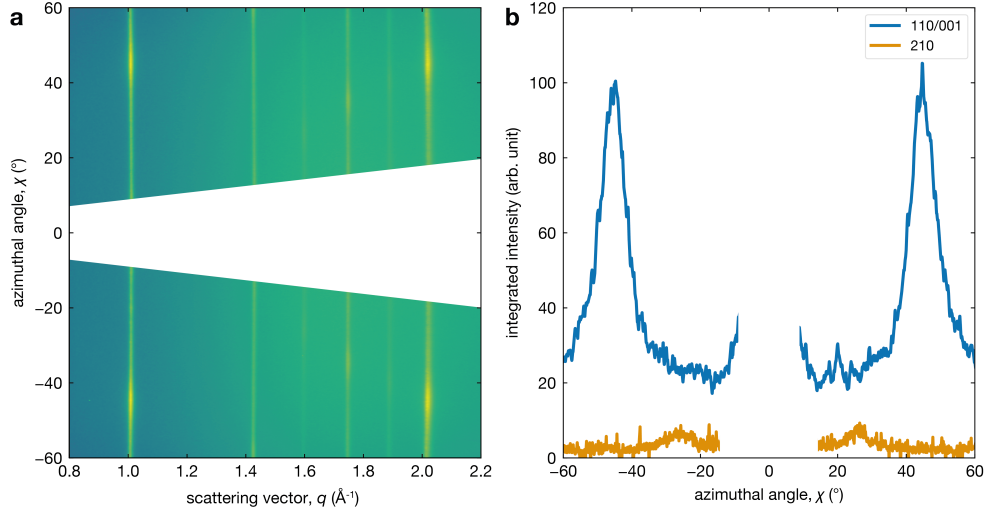 a
60
40
20
0
−20
−40
−60
azimuthal angle, χ (°)
0.8 1.0 1.2 1.4 1.6 1.8 2.0 2.2
scattering vector, q (Å⁻¹)
b
120
100
80
60
40
20
0
integrated intensity (arb. unit)
110/001
210
−60 −40 −20 0 20 40 60
azimuthal angle, χ (°)